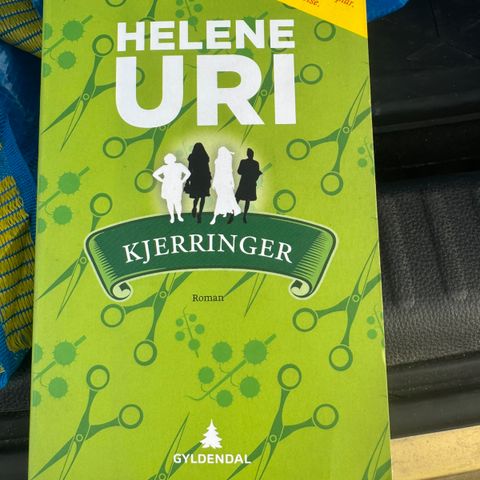 HELENE
URI
KJERRINGER
Roman
GYLDENDAL